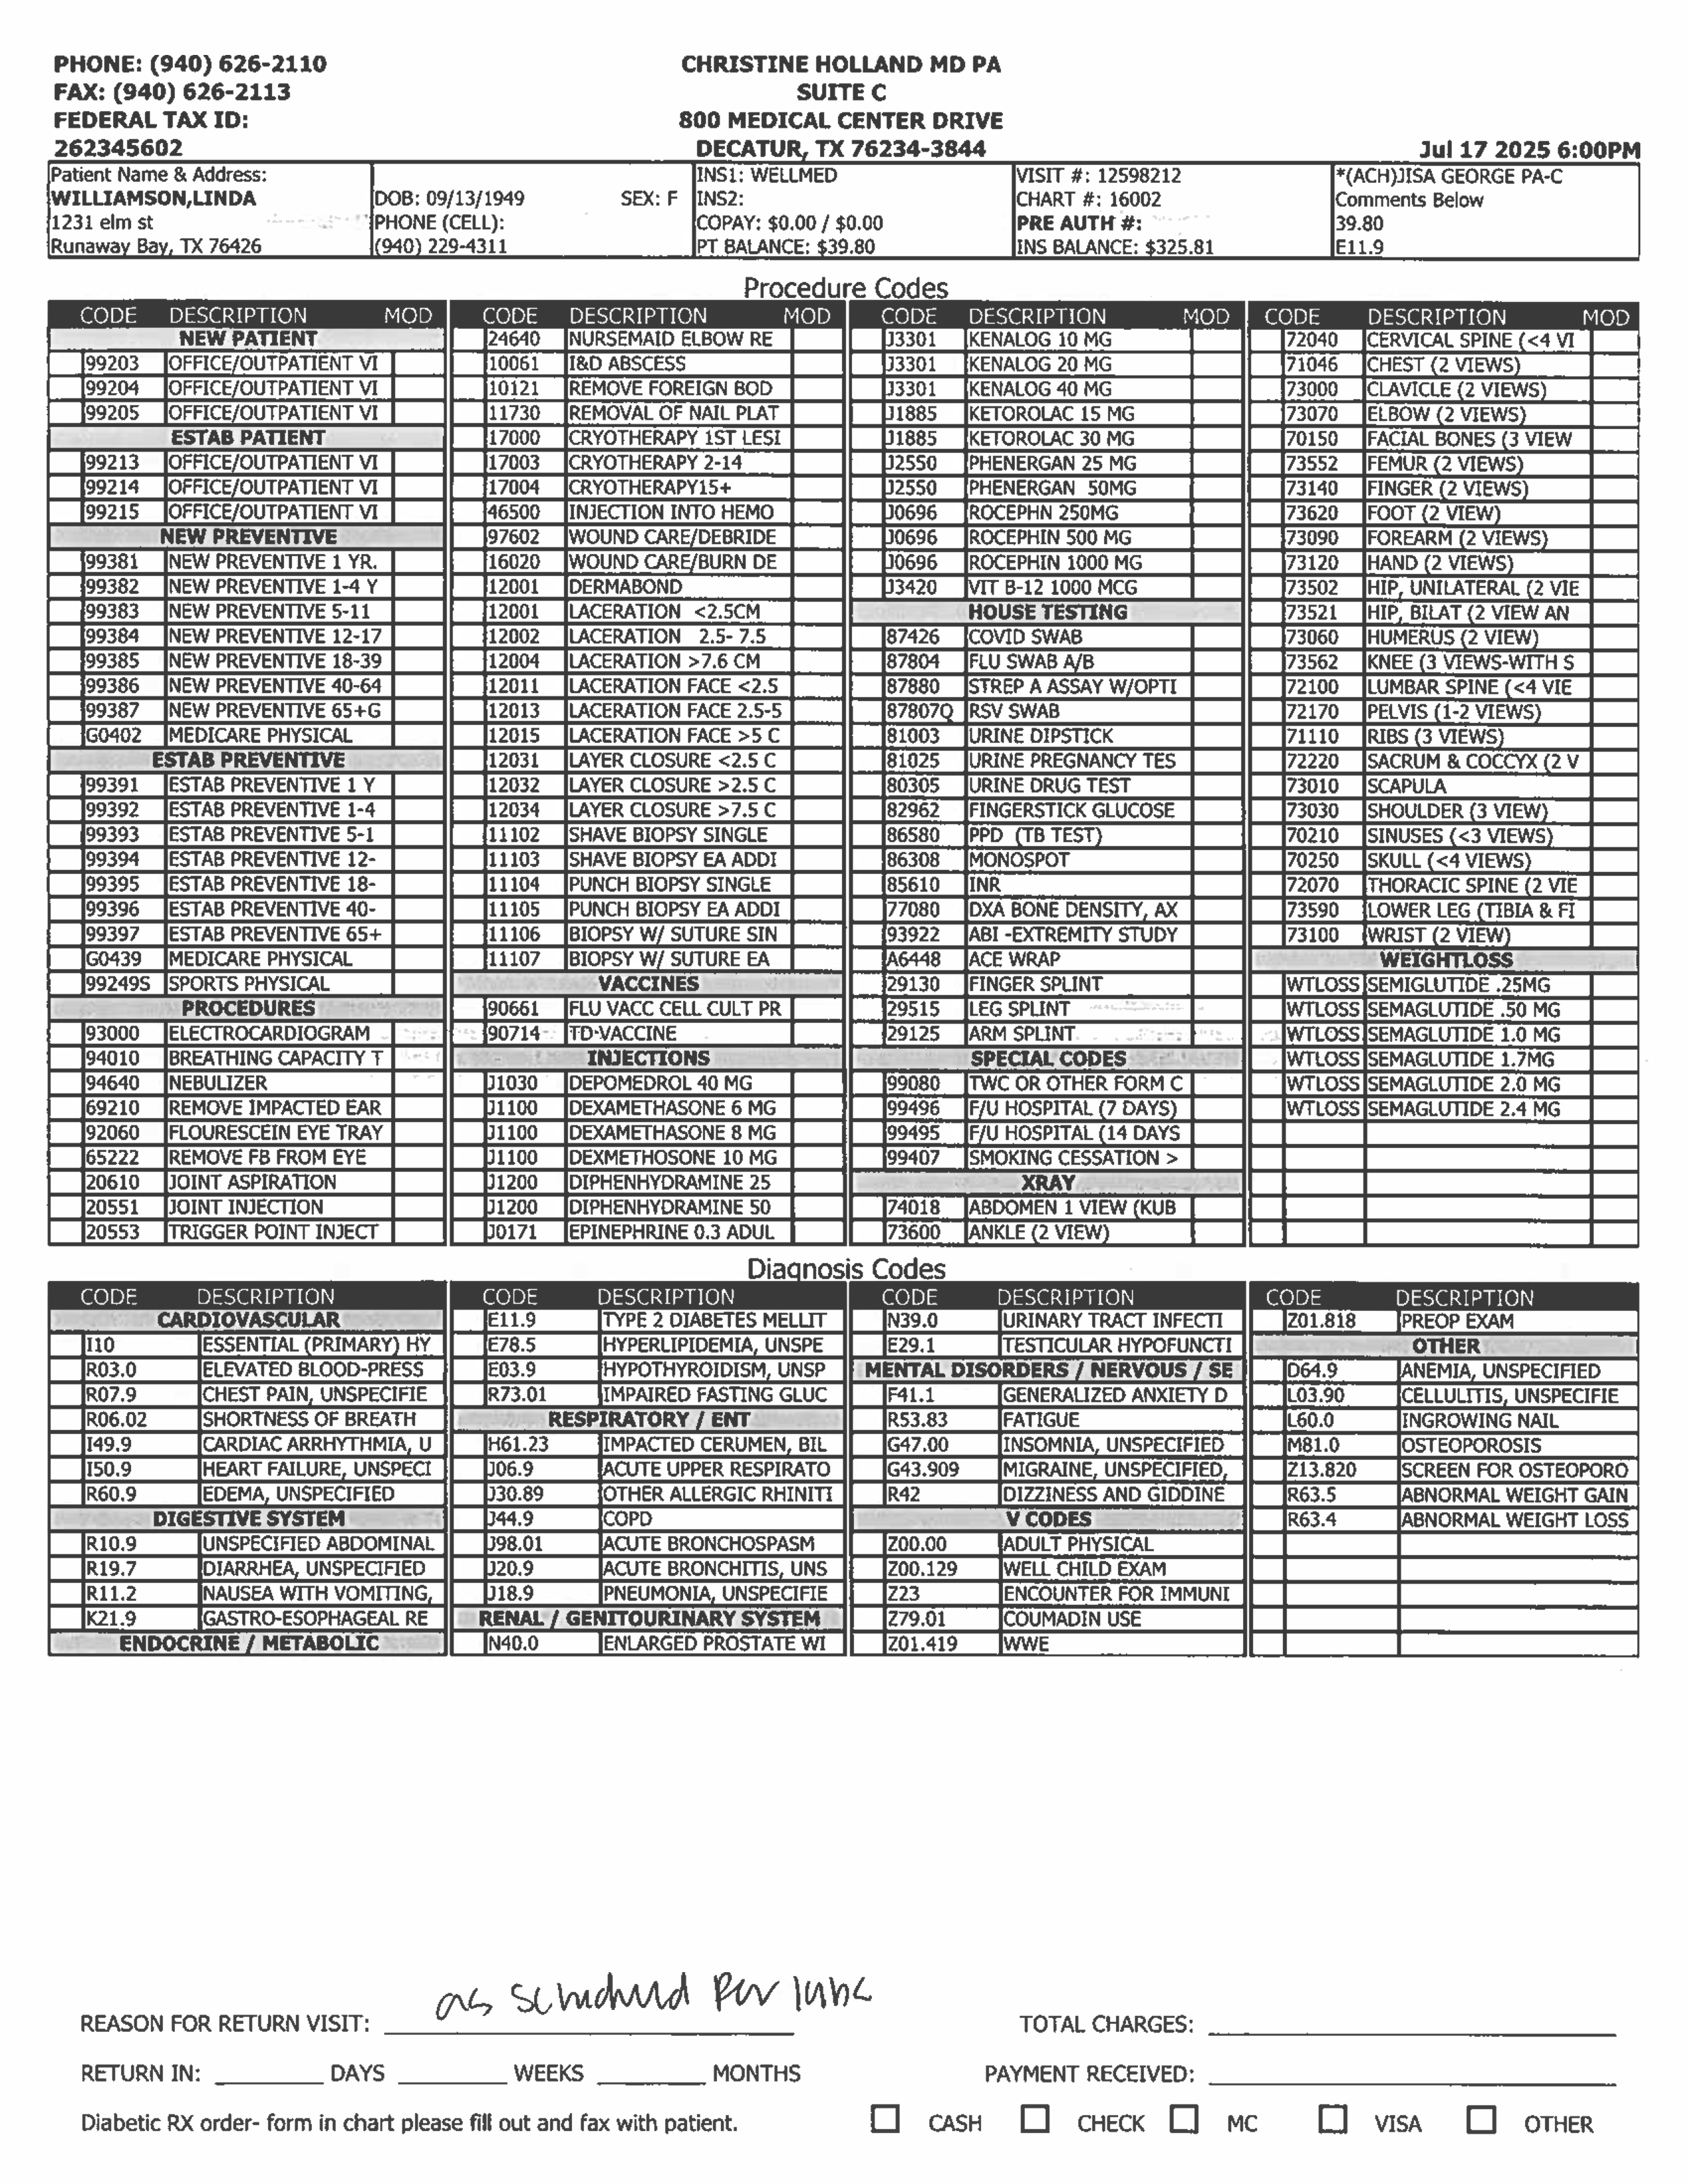 PHONE: (940) 626-2110
FAX: (940) 626-2113
FEDERAL TAX ID:
262345602
CHRISTINE HOLLAND MD PA
SUITE C
800 MEDICAL CENTER DRIVE
DECATUR, TX 76234-3844
Jul 17 2025 6:00PM
Patient Name & Address:
WILLIAMSON,LINDA
1231 elm st
Runaway Bay, TX 76426
DOB: 09/13/1949 SEX: F
PHONE (CELL):
(940) 229-4311
INS1: WELLMED
INS2:
COPAY: $0.00 / $0.00
PT BALANCE: $39.80
VISIT #: 12598212
CHART #: 16002
PRE AUTH #:
INS BALANCE: $325.81
*(ACH)JISA GEORGE PA-C
Comments Below
39.80
E11.9
Procedure Codes
CODE DESCRIPTION MOD
NEW PATIENT
99203 OFFICE/OUTPATIENT VI
99204 OFFICE/OUTPATIENT VI
99205 OFFICE/OUTPATIENT VI
ESTAB PATIENT
99213 OFFICE/OUTPATIENT VI
99214 OFFICE/OUTPATIENT VI
99215 OFFICE/OUTPATIENT VI
NEW PREVENTIVE
99381 NEW PREVENTIVE 1 YR.
99382 NEW PREVENTIVE 1-4 Y
99383 NEW PREVENTIVE 5-11
99384 NEW PREVENTIVE 12-17
99385 NEW PREVENTIVE 18-39
99386 NEW PREVENTIVE 40-64
99387 NEW PREVENTIVE 65+G
G0402 MEDICARE PHYSICAL
ESTAB PREVENTIVE
99391 ESTAB PREVENTIVE 1 Y
99392 ESTAB PREVENTIVE 1-4
99393 ESTAB PREVENTIVE 5-1
99394 ESTAB PREVENTIVE 12-
99395 ESTAB PREVENTIVE 18-
99396 ESTAB PREVENTIVE 40-
99397 ESTAB PREVENTIVE 65+
G0439 MEDICARE PHYSICAL
99249S SPORTS PHYSICAL
PROCEDURES
93000 ELECTROCARDIOGRAM
94010 BREATHING CAPACITY T
94640 NEBULIZER
69210 REMOVE IMPACTED EAR
92060 FLOURESCEIN EYE TRAY
65222 REMOVE FB FROM EYE
20610 JOINT ASPIRATION
20551 JOINT INJECTION
20553 TRIGGER POINT INJECT
CODE DESCRIPTION MOD
24640 NURSEMAID ELBOW RE
10061 I&D ABSCESS
10121 REMOVE FOREIGN BOD
11730 REMOVAL OF NAIL PLAT
17000 CRYOTHERAPY 1ST LESI
17003 CRYOTHERAPY 2-14
17004 CRYOTHERAPY15+
46500 INJECTION INTO HEMO
97602 WOUND CARE/DEBRIDE
16020 WOUND CARE/BURN DE
12001 DERMABOND
12001 LACERATION <2.5CM
12002 LACERATION 2.5- 7.5
12004 LACERATION >7.6 CM
12011 LACERATION FACE <2.5
12013 LACERATION FACE 2.5-5
12015 LACERATION FACE >5 C
12031 LAYER CLOSURE <2.5 C
12032 LAYER CLOSURE >2.5 C
12034 LAYER CLOSURE >7.5 C
11102 SHAVE BIOPSY SINGLE
11103 SHAVE BIOPSY EA ADDI
11104 PUNCH BIOPSY SINGLE
11105 PUNCH BIOPSY EA ADDI
11106 BIOPSY W/ SUTURE SIN
11107 BIOPSY W/ SUTURE EA
VACCINES
90661 FLU VACC CELL CULT PR
90714 TD VACCINE
INJECTIONS
J1030 DEPOMEDROL 40 MG
J1100 DEXAMETHASONE 6 MG
J1100 DEXAMETHASONE 8 MG
J1100 DEXMETHOSONE 10 MG
J1200 DIPHENHYDRAMINE 25
J1200 DIPHENHYDRAMINE 50
J0171 EPINEPHRINE 0.3 ADUL
CODE DESCRIPTION MOD
J3301 KENALOG 10 MG
J3301 KENALOG 20 MG
J3301 KENALOG 40 MG
J1885 KETOROLAC 15 MG
J1885 KETOROLAC 30 MG
J2550 PHENERGAN 25 MG
J2550 PHENERGAN 50MG
J0696 ROCEPHN 250MG
J0696 ROCEPHIN 500 MG
J0696 ROCEPHIN 1000 MG
J3420 VIT B-12 1000 MCG
HOUSE TESTING
87426 COVID SWAB
87804 FLU SWAB A/B
87880 STREP A ASSAY W/OPTI
87807Q RSV SWAB
81003 URINE DIPSTICK
81025 URINE PREGNANCY TES
80305 URINE DRUG TEST
82962 FINGERSTICK GLUCOSE
86580 PPD (TB TEST)
86308 MONOSPOT
85610 INR
77080 DXA BONE DENSITY, AX
93922 ABI -EXTREMITY STUDY
A6448 ACE WRAP
29130 FINGER SPLINT
29515 LEG SPLINT
29125 ARM SPLINT
SPECIAL CODES
99080 TWC OR OTHER FORM C
99496 F/U HOSPITAL (7 DAYS)
99495 F/U HOSPITAL (14 DAYS
99407 SMOKING CESSATION >
XRAY
74018 ABDOMEN 1 VIEW (KUB
73600 ANKLE (2 VIEW)
CODE DESCRIPTION MOD
72040 CERVICAL SPINE (<4 VI
71046 CHEST (2 VIEWS)
73000 CLAVICLE (2 VIEWS)
73070 ELBOW (2 VIEWS)
70150 FACIAL BONES (3 VIEW
73552 FEMUR (2 VIEWS)
73140 FINGER (2 VIEWS)
73620 FOOT (2 VIEW)
73090 FOREARM (2 VIEWS)
73120 HAND (2 VIEWS)
73502 HIP, UNILATERAL (2 VIE
73521 HIP, BILAT (2 VIEW AN
73060 HUMERUS (2 VIEW)
73562 KNEE (3 VIEWS-WITH S
72100 LUMBAR SPINE (<4 VIE
72170 PELVIS (1-2 VIEWS)
71110 RIBS (3 VIEWS)
72220 SACRUM & COCCYX (2 V
73010 SCAPULA
73030 SHOULDER (3 VIEW)
70210 SINUSES (<3 VIEWS)
70250 SKULL (<4 VIEWS)
72070 THORACIC SPINE (2 VIE
73590 LOWER LEG (TIBIA & FI
73100 WRIST (2 VIEW)
WEIGHTLOSS
WTLOSS SEMIGLUTIDE .25MG
WTLOSS SEMAGLUTIDE .50 MG
WTLOSS SEMAGLUTIDE 1.0 MG
WTLOSS SEMAGLUTIDE 1.7MG
WTLOSS SEMAGLUTIDE 2.0 MG
WTLOSS SEMAGLUTIDE 2.4 MG
Diagnosis Codes
CODE DESCRIPTION
CARDIOVASCULAR
I10 ESSENTIAL (PRIMARY) HY
R03.0 ELEVATED BLOOD-PRESS
R07.9 CHEST PAIN, UNSPECIFIE
R06.02 SHORTNESS OF BREATH
I49.9 CARDIAC ARRHYTHMIA, U
I50.9 HEART FAILURE, UNSPECI
R60.9 EDEMA, UNSPECIFIED
DIGESTIVE SYSTEM
R10.9 UNSPECIFIED ABDOMINAL
R19.7 DIARRHEA, UNSPECIFIED
R11.2 NAUSEA WITH VOMITING,
K21.9 GASTRO-ESOPHAGEAL RE
ENDOCRINE / METABOLIC
CODE DESCRIPTION
E11.9 TYPE 2 DIABETES MELLIT
E78.5 HYPERLIPIDEMIA, UNSPE
E03.9 HYPOTHYROIDISM, UNSP
R73.01 IMPAIRED FASTING GLUC
RESPIRATORY / ENT
H61.23 IMPACTED CERUMEN, BIL
J06.9 ACUTE UPPER RESPIRATO
J30.89 OTHER ALLERGIC RHINITI
J44.9 COPD
J98.01 ACUTE BRONCHOSPASM
J20.9 ACUTE BRONCHITIS, UNS
J18.9 PNEUMONIA, UNSPECIFIE
RENAL / GENITOURINARY SYSTEM
N40.0 ENLARGED PROSTATE WI
CODE DESCRIPTION
N39.0 URINARY TRACT INFECTI
E29.1 TESTICULAR HYPOFUNCTI
MENTAL DISORDERS / NERVOUS / SE
F41.1 GENERALIZED ANXIETY D
R53.83 FATIGUE
G47.00 INSOMNIA, UNSPECIFIED
G43.909 MIGRAINE, UNSPECIFIED,
R42 DIZZINESS AND GIDDINE
V CODES
Z00.00 ADULT PHYSICAL
Z00.129 WELL CHILD EXAM
Z23 ENCOUNTER FOR IMMUNI
Z79.01 COUMADIN USE
Z01.419 WWE
CODE DESCRIPTION
Z01.818 PREOP EXAM
OTHER
D64.9 ANEMIA, UNSPECIFIED
L03.90 CELLULITIS, UNSPECIFIE
L60.0 INGROWING NAIL
M81.0 OSTEOPOROSIS
Z13.820 SCREEN FOR OSTEOPORO
R63.5 ABNORMAL WEIGHT GAIN
R63.4 ABNORMAL WEIGHT LOSS
REASON FOR RETURN VISIT: as scheduled per labs
TOTAL CHARGES:
RETURN IN: DAYS WEEKS MONTHS
PAYMENT RECEIVED:
Diabetic RX order- form in chart please fill out and fax with patient.
CASH CHECK MC VISA OTHER